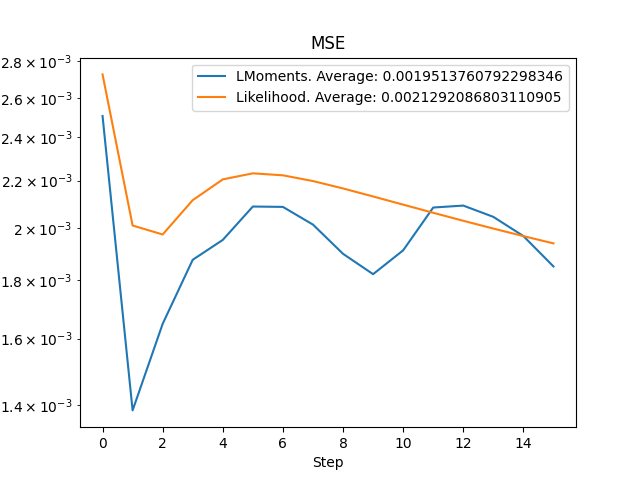 MSE
2.8 × 10⁻³
2.6 × 10⁻³
2.4 × 10⁻³
2.2 × 10⁻³
2 × 10⁻³
1.8 × 10⁻³
1.6 × 10⁻³
1.4 × 10⁻³
LMoments. Average: 0.0019513760792298346
Likelihood. Average: 0.0021292086803110905
0 2 4 6 8 10 12 14
Step